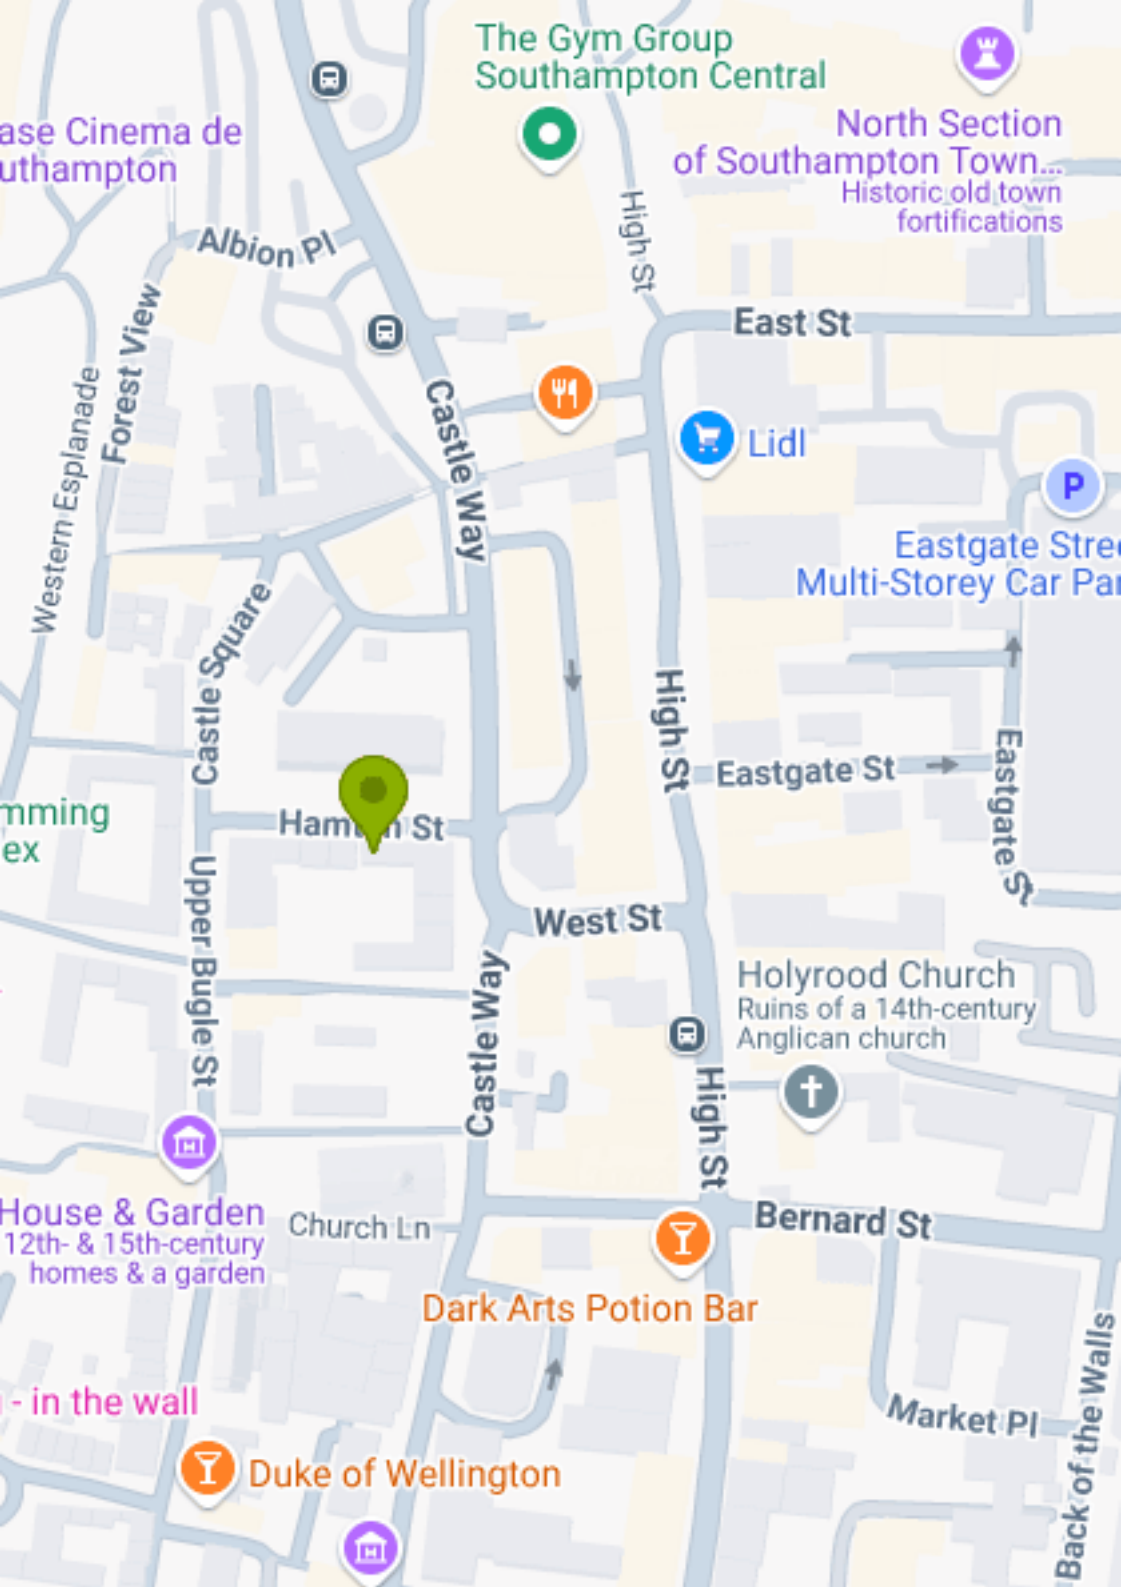 The Gym Group
Southampton Central
North Section
of Southampton Town...
Historic old town
fortifications
ase Cinema de
uthampton
High St
Albion Pl
East St
Forest View
Western Esplanade
Castle Way
Lidl
P
Eastgate Stree
Multi-Storey Car Par
Castle Square
High St
Eastgate St
Eastgate S
mming
ex
St
Upper Bugle St
West St
Castle Way
Holyrood Church
Ruins of a 14th-century
Anglican church
High St
H
House & Garden
12th- & 15th-century
homes & a garden
Church Ln
Bernard St
Dark Arts Potion Bar
- in the wall
Market Pl
Back of the Walls
Duke of Wellington
H